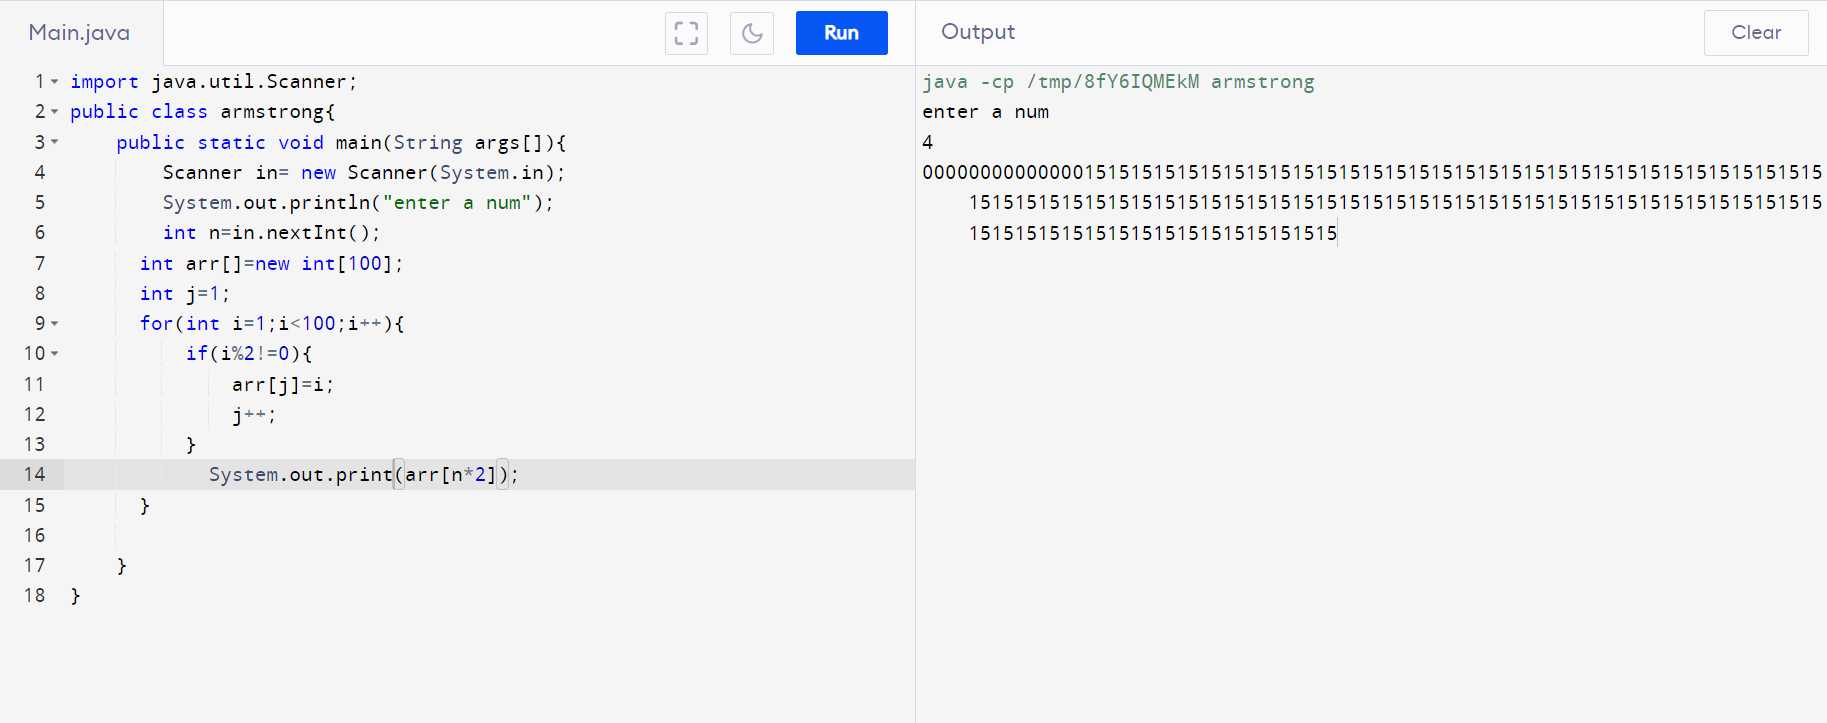 Main.java
Run
Output
Clear
1 import java.util.Scanner;
2 public class armstrong{
3 public static void main(String args[]){
4 Scanner in= new Scanner(System.in);
5 System.out.println("enter a num");
6 int n=in.nextInt();
7 int arr[]=new int[100];
8 int j=1;
9 for(int i=1;i<100;i++){
10 if(i%2!=0){
11 arr[j]=i;
12 j++;
13 }
14 System.out.print(arr[n*2]);
15 }
16
17 }
18 }
java -cp /tmp/8fY6IQMEkM armstrong
enter a num
4
000000000000001515151515151515151515151515151515151515151515151515151515151515
15151515151515151515151515151515151515151515151515151515151515151515151515
15151515151515151515151515151515